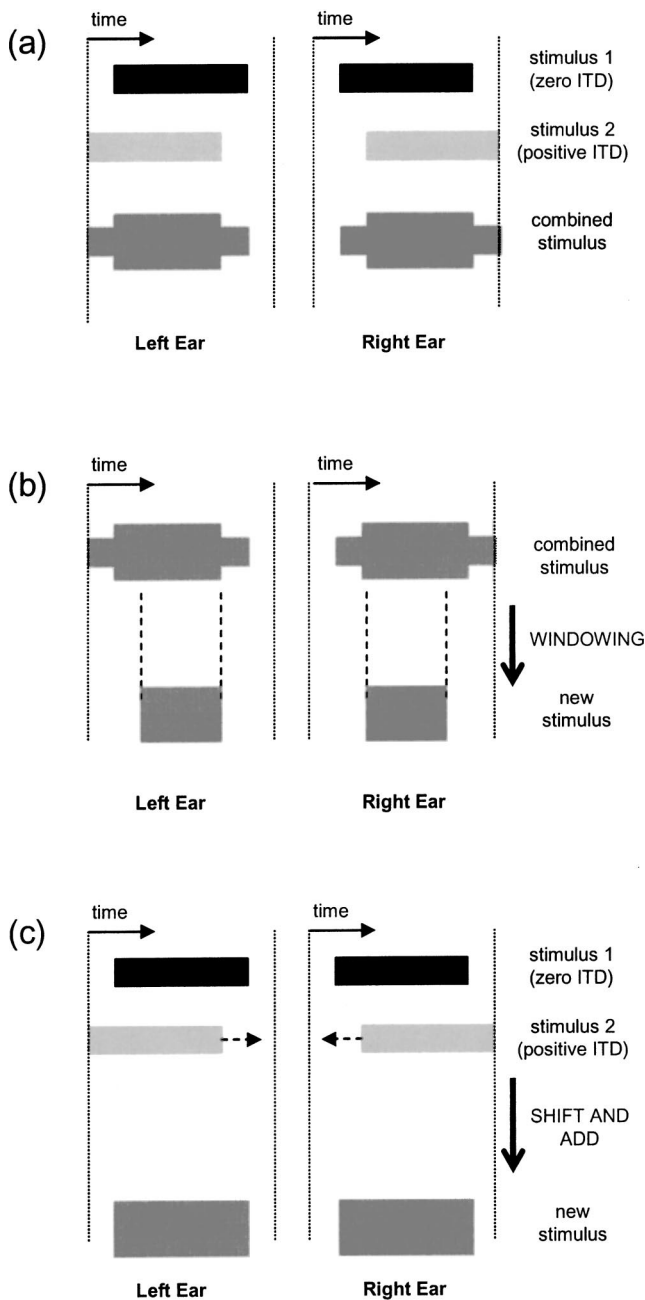 (a)
time
time
stimulus 1
(zero ITD)
stimulus 2
(positive ITD)
combined
stimulus
Left Ear
Right Ear
(b)
time
time
combined
stimulus
WINDOWING
new
stimulus
Left Ear
Right Ear
(c)
time
time
stimulus 1
(zero ITD)
stimulus 2
(positive ITD)
SHIFT AND
ADD
new
stimulus
Left Ear
Right Ear